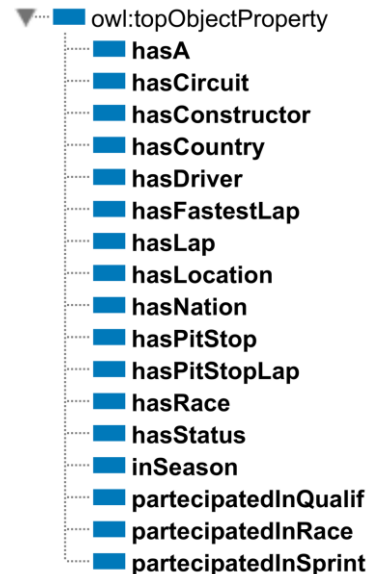 owl:topObjectProperty
hasA
hasCircuit
hasConstructor
hasCountry
hasDriver
hasFastestLap
hasLap
hasLocation
hasNation
hasPitStop
hasPitStopLap
hasRace
hasStatus
inSeason
partecipatedInQualif
partecipatedInRace
partecipatedInSprint